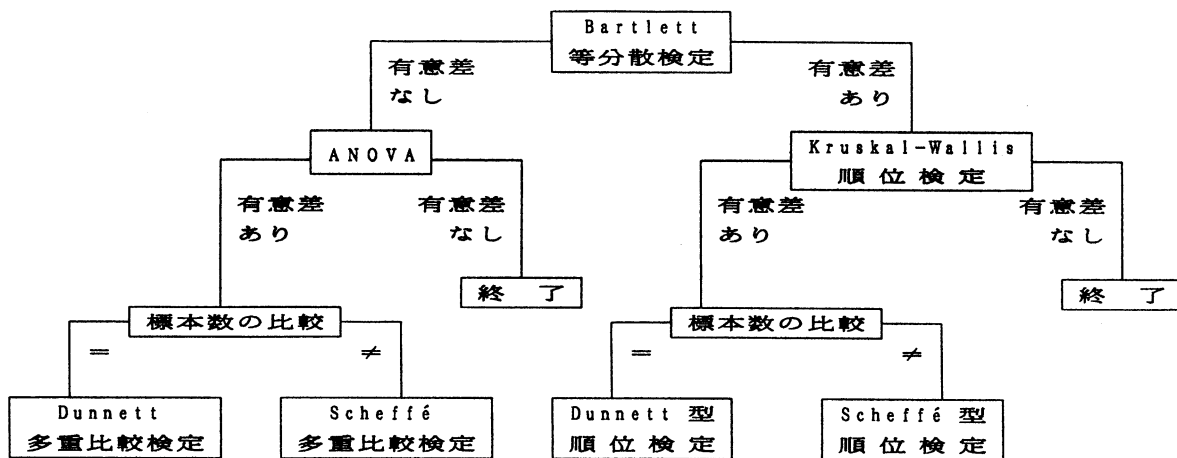 Bartlett
等分散検定
有意差
なし
有意差
あり
ANOVA
Kruskal-Wallis
順位検定
有意差
あり
有意差
なし
有意差
あり
有意差
なし
終 了
終 了
標本数の比較
標本数の比較
=
≠
=
≠
Dunnett
多重比較検定
Scheffé
多重比較検定
Dunnett 型
順位検定
Scheffé 型
順位検定